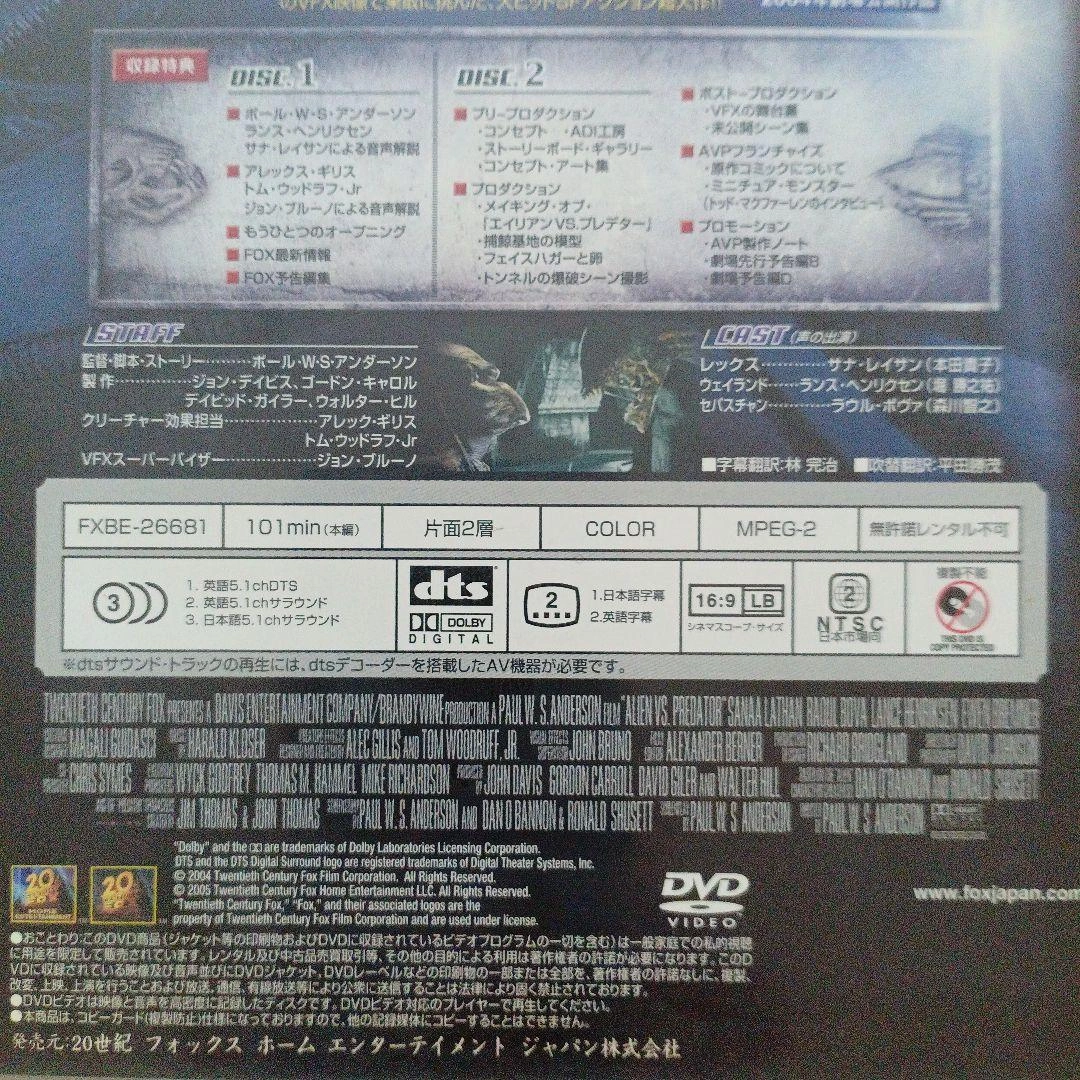 のVFX映像で果敢に挑んだ、大ヒットSFアクション超大作!!
2004年劇場公開作品
収録特典
DISC.1
■ポール・W・S・アンダーソン
ランス・ヘンリクセン
サナ・レイサンによる音声解説
■アレックス・ギリス
トム・ウッドラフ・Jr
ジョン・ブルーノによる音声解説
■もうひとつのオープニング
■FOX最新情報
■FOX予告編集
DISC.2
■プリ-プロダクション
・コンセプト ・ADI工房
・ストーリーボード・ギャラリー
・コンセプト・アート集
■プロダクション
・メイキング・オブ・
「エイリアンVS.プレデター」
・捕鯨基地の模型
・フェイスハガーと卵
・トンネルの爆破シーン撮影
■ポスト-プロダクション
・VFXの舞台裏
・未公開シーン集
■AVPフランチャイズ
・原作コミックについて
・ミニチュア・モンスター
(トッド・マクファーレンのインタビュー)
■プロモーション
・AVP製作ノート
・劇場先行予告編B
・劇場予告編D
STAFF
監督・脚本・ストーリー………ポール・W・S・アンダーソン
製作……………ジョン・デイビス、ゴードン・キャロル
デイビッド・ガイラー、ウォルター・ヒル
クリーチャー効果担当………………アレック・ギリス
トム・ウッドラフ・Jr
VFXスーパーバイザー……………ジョン・ブルーノ
CAST(声の出演)
レックス…………サナ・レイサン(本田貴子)
ウェイランド……ランス・ヘンリクセン(堀 勝之祐)
セバスチャン…………ラウル・ボヴァ(森川智之)
■字幕翻訳:林 完治 ■吹替翻訳:平田勝茂
FXBE-26681
101min(本編)
片面2層
COLOR
MPEG-2
無許諾レンタル不可
3
1. 英語5.1chDTS
2. 英語5.1chサラウンド
3. 日本語5.1chサラウンド
dts
DOLBY
DIGITAL
2
1.日本語字幕
2.英語字幕
16:9 LB
シネマスコープ・サイズ
2
NTSC
日本市場向
複製不能
THIS DVD IS
COPY PROTECTED
※dtsサウンド・トラックの再生には、dtsデコーダーを搭載したAV機器が必要です。
TWENTIETH CENTURY FOX PRESENTS A DAVIS ENTERTAINMENT COMPANY/BRANDYWINE PRODUCTION A PAUL W. S. ANDERSON FILM "ALIEN VS. PREDATOR" SANAA LATHAN RAOUL BOVA LANCE HENRIKSEN
MAGALI GUIDASCI HARALD KLOSER ALEC GILLIS AND TOM WOODRUFF, JR. JOHN BRUNO ALEXANDER BERNER RICHARD BRIDGLAND
CHRIS SYMES WYCK GODFREY THOMAS M. HAMMEL MIKE RICHARDSON JOHN DAVIS GORDON CARROLL DAVID GILER AND WALTER HILL DAN O'BANNON AND RONALD SHUSETT
JIM THOMAS & JOHN THOMAS PAUL W. S. ANDERSON AND DAN O'BANNON & RONALD SHUSETT PAUL W. S. ANDERSON PAUL W. S. ANDERSON
"Dolby" and the DD are trademarks of Dolby Laboratories Licensing Corporation.
DTS and the DTS Digital Surround logo are registered trademarks of Digital Theater Systems, Inc.
© 2004 Twentieth Century Fox Film Corporation. All Rights Reserved.
© 2005 Twentieth Century Fox Home Entertainment LLC. All Rights Reserved.
"Twentieth Century Fox," "Fox," and their associated logos are the
property of Twentieth Century Fox Film Corporation and are used under license.
DVD
VIDEO
www.foxjapan.com
●おことわり:このDVD商品(ジャケット等の印刷物およびDVDに収録されているビデオプログラムの一切を含む)は一般家庭での私的視聴
に用途を限定して販売されています。レンタル及び中古品売買取引等、その他の目的による利用は著作権者の許諾が必要になります。このD
VDに収録されている映像及び音声並びにDVDジャケット、DVDレーベルなどの印刷物の一部または全部を、著作権者の許諾なしに、複製、
改変、上映、上演を行うことおよび放送、通信、有線放送等により公衆に送信することは法律により固く禁止されております。
●DVDビデオは映像と音声を高密度に記録したディスクです。DVDビデオ対応のプレイヤーで再生してください。
●本商品は、コピーガード(複製防止)仕様になっておりますので、他の記録媒体にコピーすることはできません。
発売元:20世紀 フォックス ホーム エンターテイメント ジャパン株式会社